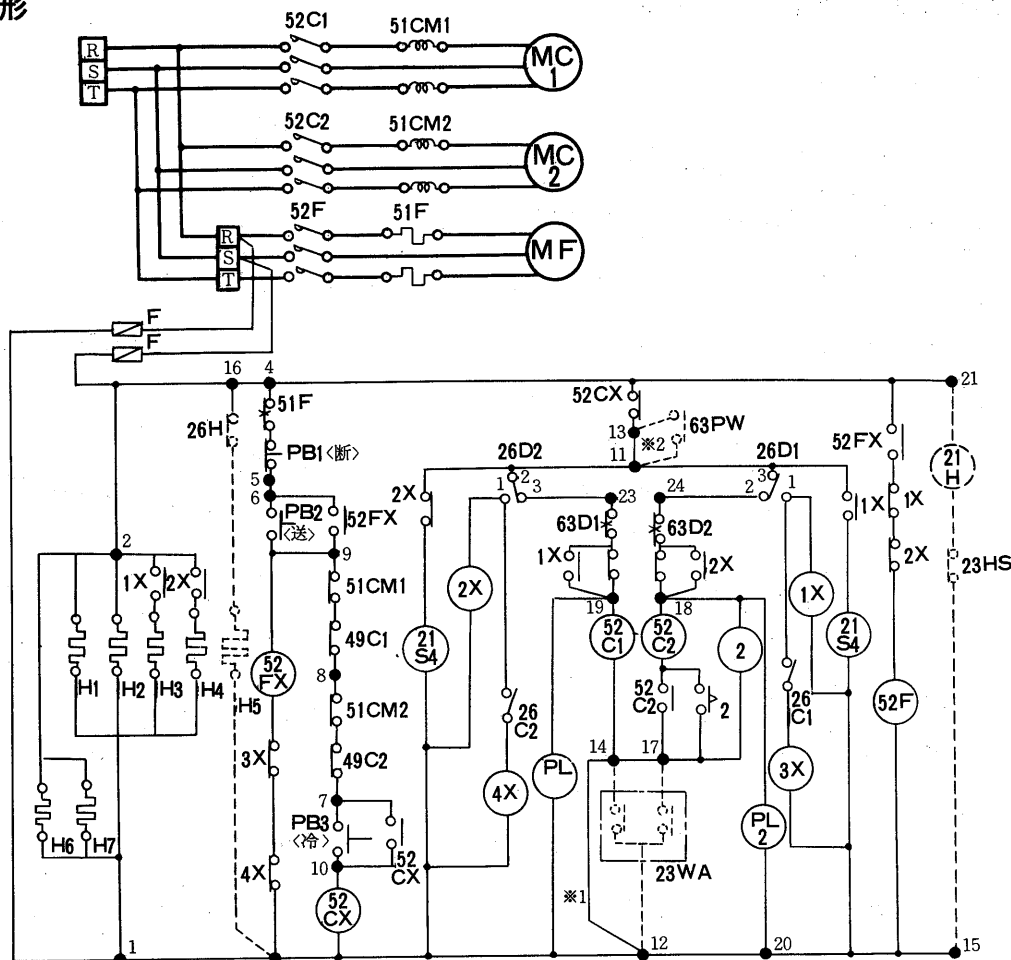 形
52C1 51CM1
R
S
T
MC
1
52C2 51CM2
MC
2
52F 51F
R
S
T
MF
F
F
16 4 21
26H
51F
PB1〈断〉
5
6
PB2
〈送〉
52FX
9
52CX
13
※2
63PW
11
26D2
1 2 3
26D1
3
2 1
2X
23 24
63D1
63D2
1X
2X
52FX
1X
1X
2X
21
H
23HS
2
1X 2X
H1 H2 H3 H4
H5
H6 H7
52
FX
3X
4X
51CM1
49C1
8
51CM2
49C2
7
PB3
〈冷〉
52
CX
10
52
CX
21
S4
2X
26
C2
4X
19 18
52
C1
52
C2
2
52
C2
2
14 17
PL
23WA
※1
PL
2
26
C1
3X
1X
21
S4
52F
1 12 20 15